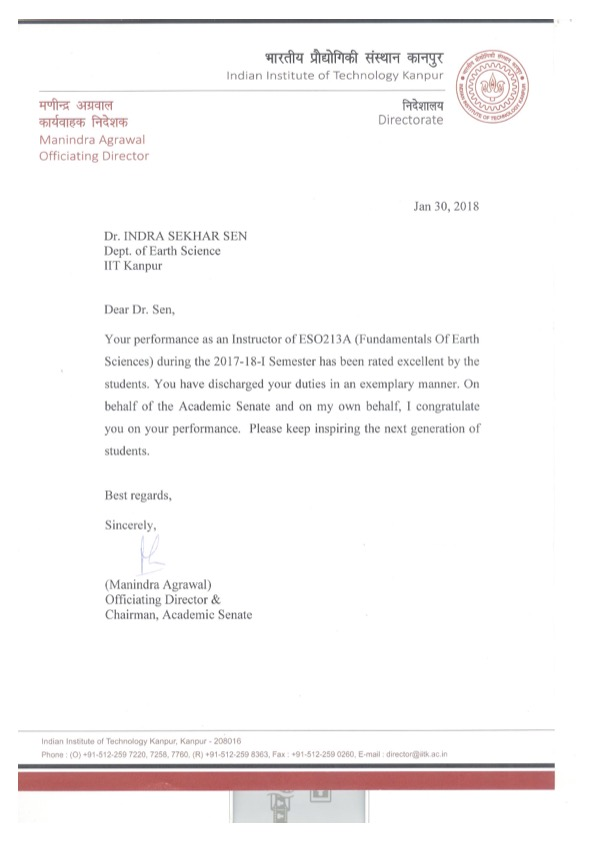 भारतीय प्रौद्योगिकी संस्थान कानपुर
Indian Institute of Technology Kanpur
मणीन्द्र अग्रवाल
कार्यवाहक निदेशक
Manindra Agrawal
Officiating Director
निदेशालय
Directorate
Jan 30, 2018
Dr. INDRA SEKHAR SEN
Dept. of Earth Science
IIT Kanpur
Dear Dr. Sen,
Your performance as an Instructor of ESO213A (Fundamentals Of Earth
Sciences) during the 2017-18-I Semester has been rated excellent by the
students. You have discharged your duties in an exemplary manner. On
behalf of the Academic Senate and on my own behalf, I congratulate
you on your performance. Please keep inspiring the next generation of
students.
Best regards,
Sincerely,
(Manindra Agrawal)
Officiating Director &
Chairman, Academic Senate
Indian Institute of Technology Kanpur, Kanpur - 208016
Phone : (O) +91-512-259 7220, 7258, 7760, (R) +91-512-259 8363, Fax : +91-512-259 0260, E-mail : director@iitk.ac.in